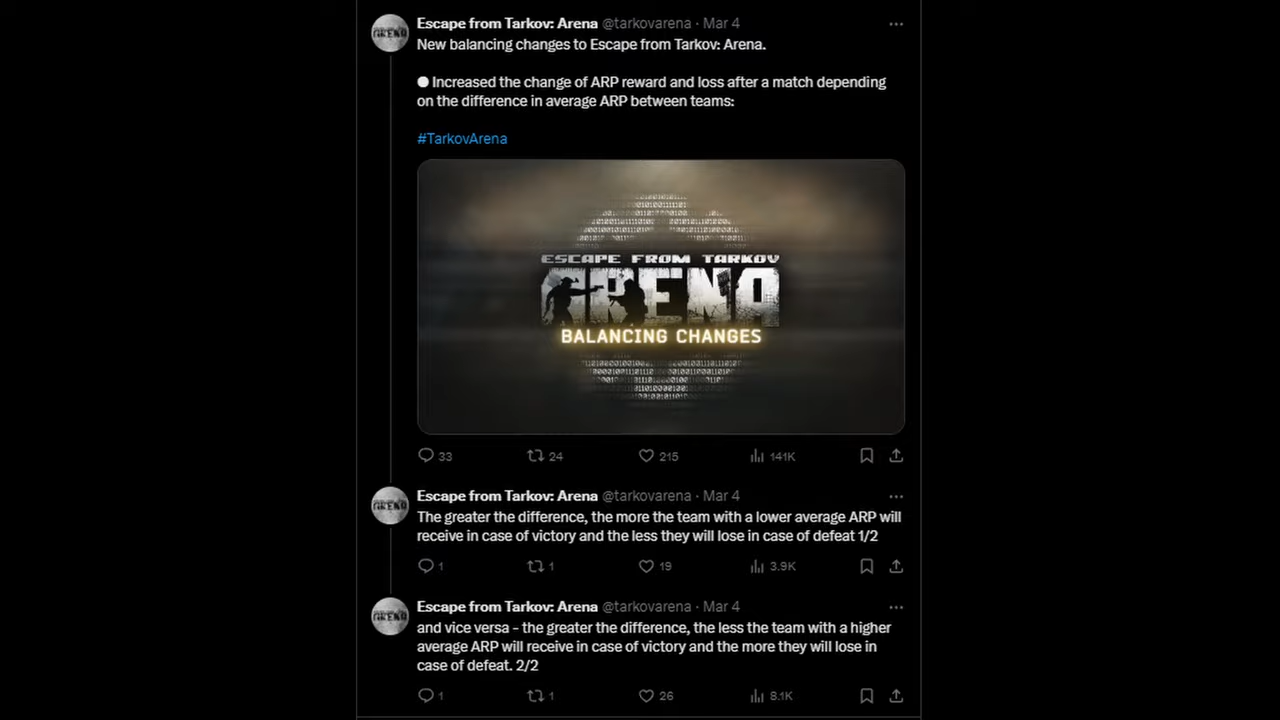 Escape from Tarkov: Arena @tarkovarena · Mar 4
New balancing changes to Escape from Tarkov: Arena.
Increased the change of ARP reward and loss after a match depending
on the difference in average ARP between teams:
#TarkovArena
ESCAPE FROM TARKOV
ARENA
BALANCING CHANGES
33 24 215 141K
Escape from Tarkov: Arena @tarkovarena · Mar 4
The greater the difference, the more the team with a lower average ARP will
receive in case of victory and the less they will lose in case of defeat 1/2
1 1 19 3.9K
Escape from Tarkov: Arena @tarkovarena · Mar 4
and vice versa - the greater the difference, the less the team with a higher
average ARP will receive in case of victory and the more they will lose in
case of defeat. 2/2
1 1 26 8.1K